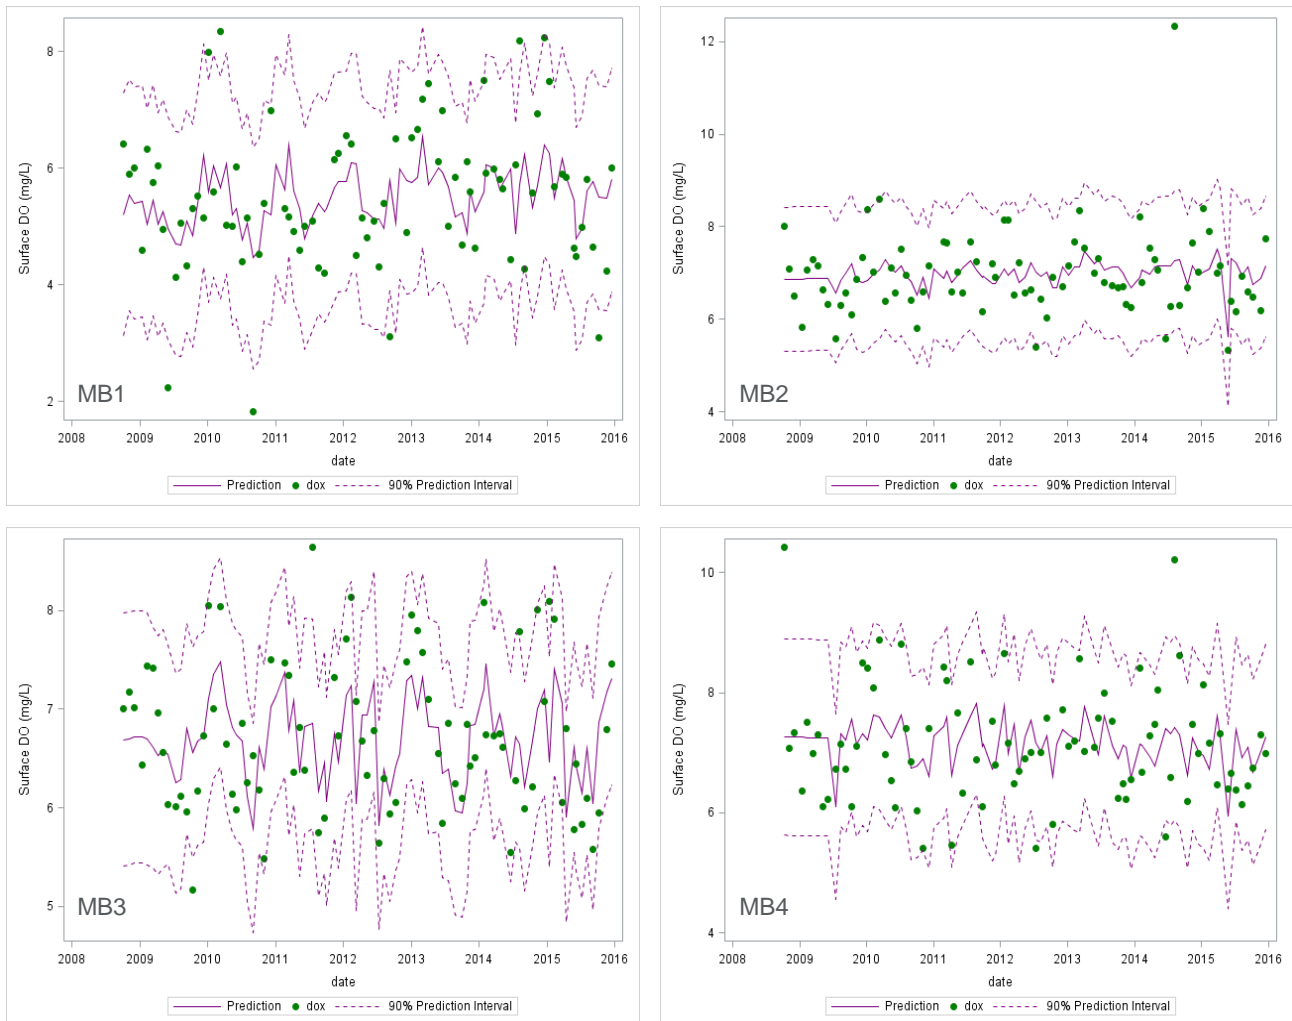 Surface DO (mg/L)
8
6
4
2
MB1
2008 2009 2010 2011 2012 2013 2014 2015 2016
date
Prediction dox 90% Prediction Interval
Surface DO (mg/L)
12
10
8
6
4
MB2
2008 2009 2010 2011 2012 2013 2014 2015 2016
date
Prediction dox 90% Prediction Interval
Surface DO (mg/L)
8
7
6
5
MB3
2008 2009 2010 2011 2012 2013 2014 2015 2016
date
Prediction dox 90% Prediction Interval
Surface DO (mg/L)
10
8
6
4
MB4
2008 2009 2010 2011 2012 2013 2014 2015 2016
date
Prediction dox 90% Prediction Interval